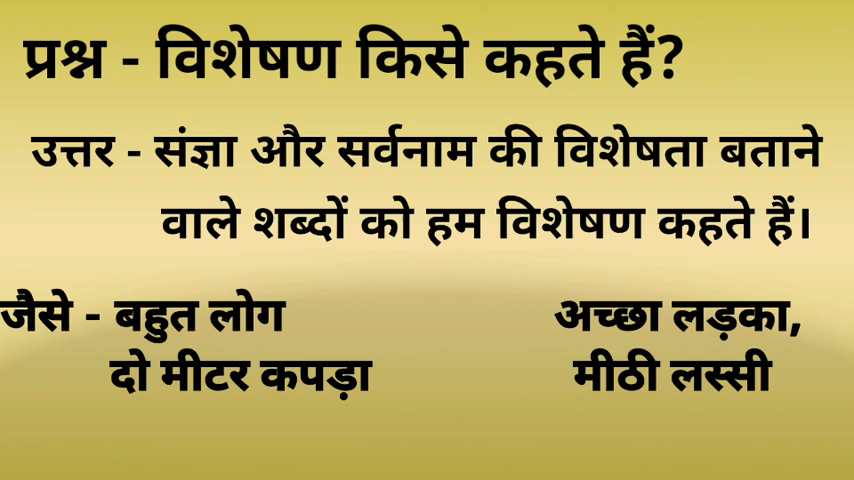 प्रश्न - विशेषण किसे कहते हैं?
उत्तर - संज्ञा और सर्वनाम की विशेषता बताने
वाले शब्दों को हम विशेषण कहते हैं।
जैसे - बहुत लोग अच्छा लड़का,
दो मीटर कपड़ा मीठी लस्सी